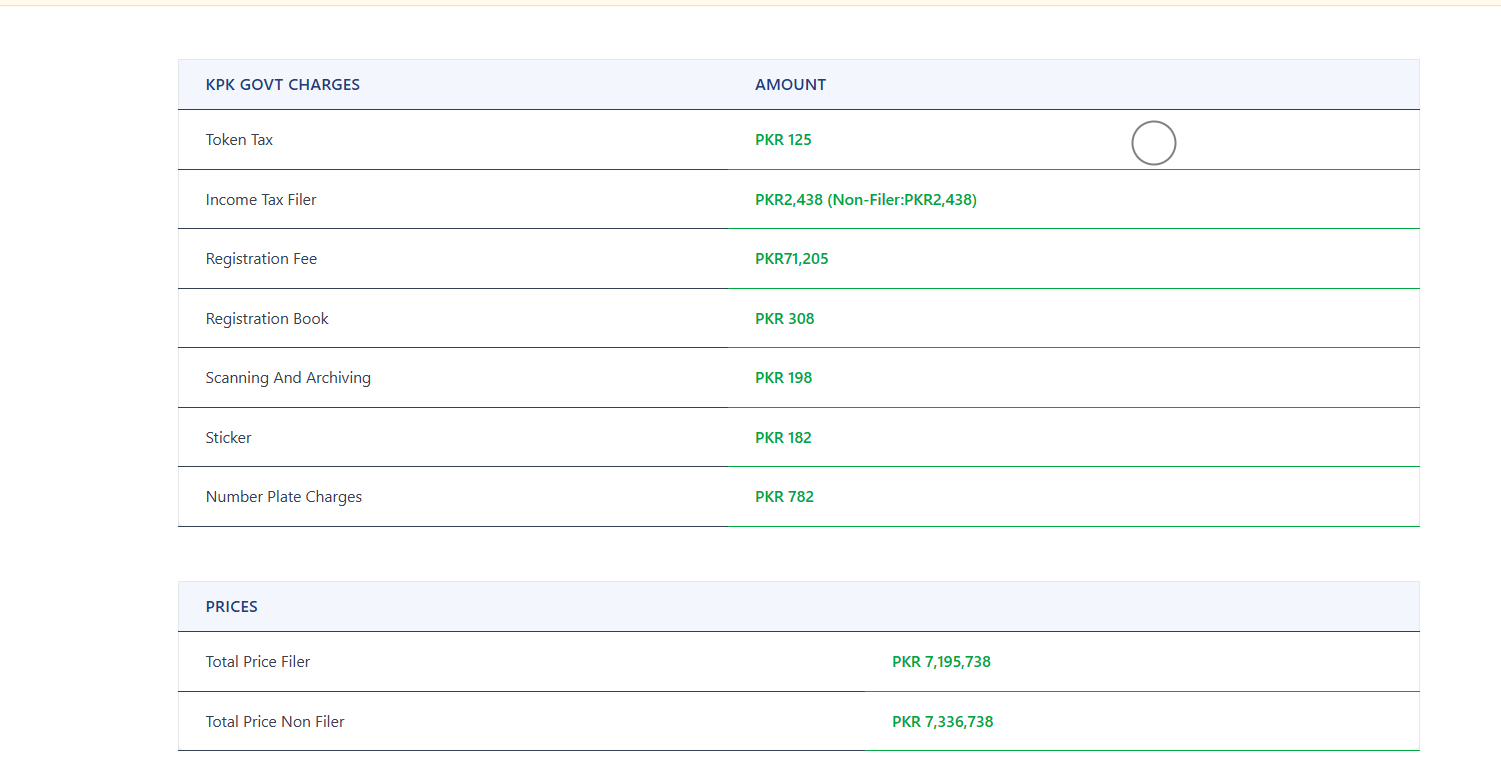 KPK GOVT CHARGES AMOUNT
Token Tax PKR 125
Income Tax Filer PKR2,438 (Non-Filer:PKR2,438)
Registration Fee PKR71,205
Registration Book PKR 308
Scanning And Archiving PKR 198
Sticker PKR 182
Number Plate Charges PKR 782
PRICES
Total Price Filer PKR 7,195,738
Total Price Non Filer PKR 7,336,738